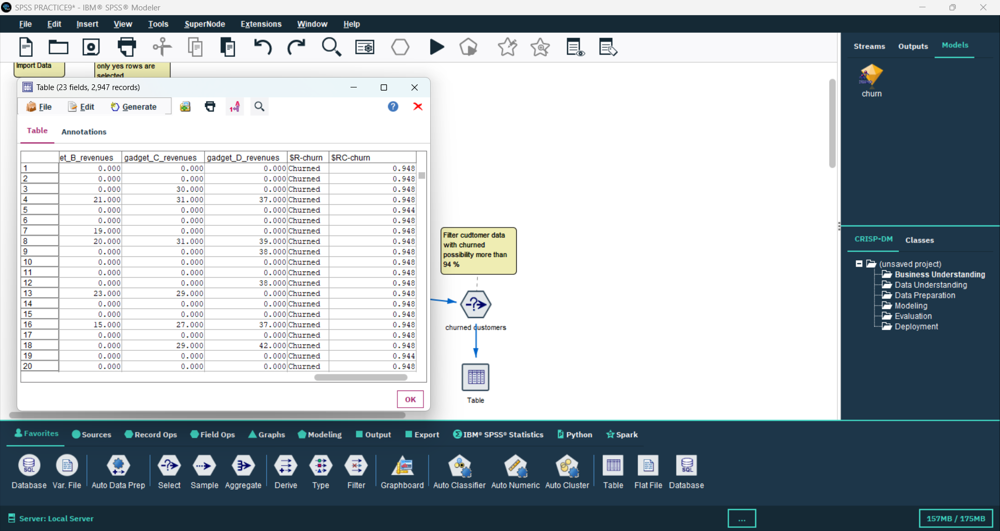 SPSS PRACTICE9* - IBM® SPSS® Modeler
File Edit Insert View Tools SuperNode Extensions Window Help
Streams Outputs Models
churn
Import Data
only yes rows are
selected
Table (23 fields, 2,947 records)
File Edit Generate
Table Annotations
et_B_revenues gadget_C_revenues gadget_D_revenues $R-churn $RC-churn
1 0.000 0.000 0.000 Churned 0.948
2 0.000 0.000 0.000 Churned 0.948
3 0.000 30.000 0.000 Churned 0.948
4 21.000 31.000 37.000 Churned 0.948
5 0.000 0.000 0.000 Churned 0.944
6 0.000 0.000 0.000 Churned 0.948
7 19.000 0.000 0.000 Churned 0.948
8 20.000 31.000 39.000 Churned 0.948
9 0.000 0.000 38.000 Churned 0.948
10 0.000 0.000 0.000 Churned 0.948
11 0.000 0.000 0.000 Churned 0.948
12 0.000 0.000 38.000 Churned 0.948
13 23.000 29.000 0.000 Churned 0.948
14 0.000 0.000 0.000 Churned 0.948
15 0.000 0.000 0.000 Churned 0.948
16 15.000 27.000 37.000 Churned 0.948
17 0.000 0.000 0.000 Churned 0.948
18 0.000 29.000 42.000 Churned 0.948
19 0.000 0.000 0.000 Churned 0.944
20 0.000 0.000 0.000 Churned 0.948
OK
Filter cudtomer data
with churned
possibility more than
94 %
churned customers
Table
CRISP-DM Classes
(unsaved project)
Business Understanding
Data Understanding
Data Preparation
Modeling
Evaluation
Deployment
Favorites Sources Record Ops Field Ops Graphs Modeling Output Export IBM® SPSS® Statistics Python Spark
Database Var. File Auto Data Prep Select Sample Aggregate Derive Type Filter Graphboard Auto Classifier Auto Numeric Auto Cluster Table Flat File Database
Server: Local Server
...
157MB / 175MB